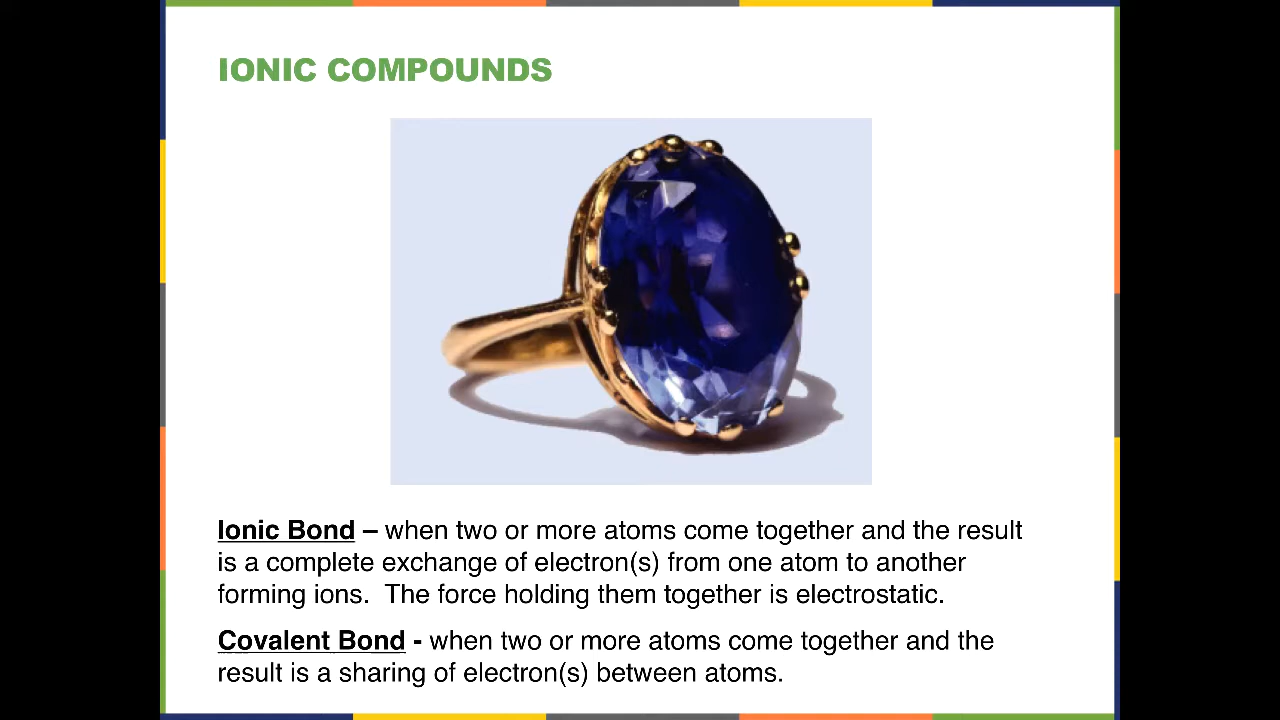 IONIC COMPOUNDS
Ionic Bond – when two or more atoms come together and the result
is a complete exchange of electron(s) from one atom to another
forming ions.  The force holding them together is electrostatic.
Covalent Bond - when two or more atoms come together and the
result is a sharing of electron(s) between atoms.